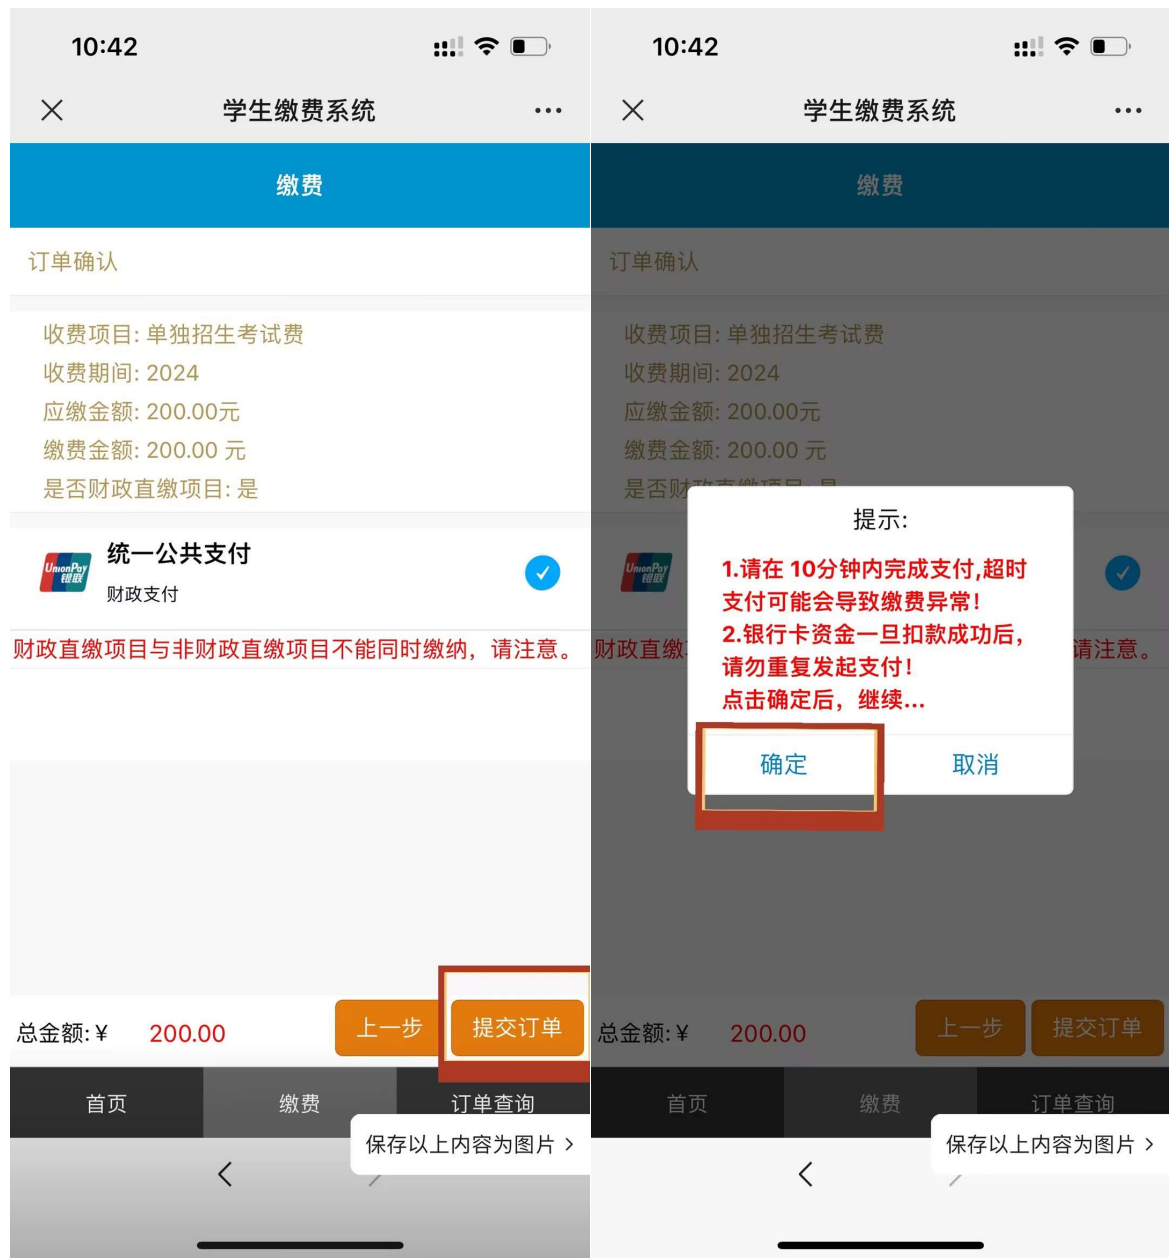 10:42
学生缴费系统
缴费
订单确认
收费项目: 单独招生考试费
收费期间: 2024
应缴金额: 200.00元
缴费金额: 200.00 元
是否财政直缴项目: 是
UnionPay
银联
统一公共支付
财政支付
财政直缴项目与非财政直缴项目不能同时缴纳，请注意。
总金额:¥ 200.00
上一步
提交订单
首页
缴费
订单查询
保存以上内容为图片 >
10:42
学生缴费系统
缴费
订单确认
收费项目: 单独招生考试费
收费期间: 2024
应缴金额: 200.00元
缴费金额: 200.00 元
是否财政直缴项目: 是
UnionPay
银联
财政直缴
请注意。
提示:
1.请在 10分钟内完成支付,超时
支付可能会导致缴费异常!
2.银行卡资金一旦扣款成功后,
请勿重复发起支付!
点击确定后，继续...
确定
取消
总金额:¥ 200.00
上一步
提交订单
首页
缴费
订单查询
保存以上内容为图片 >